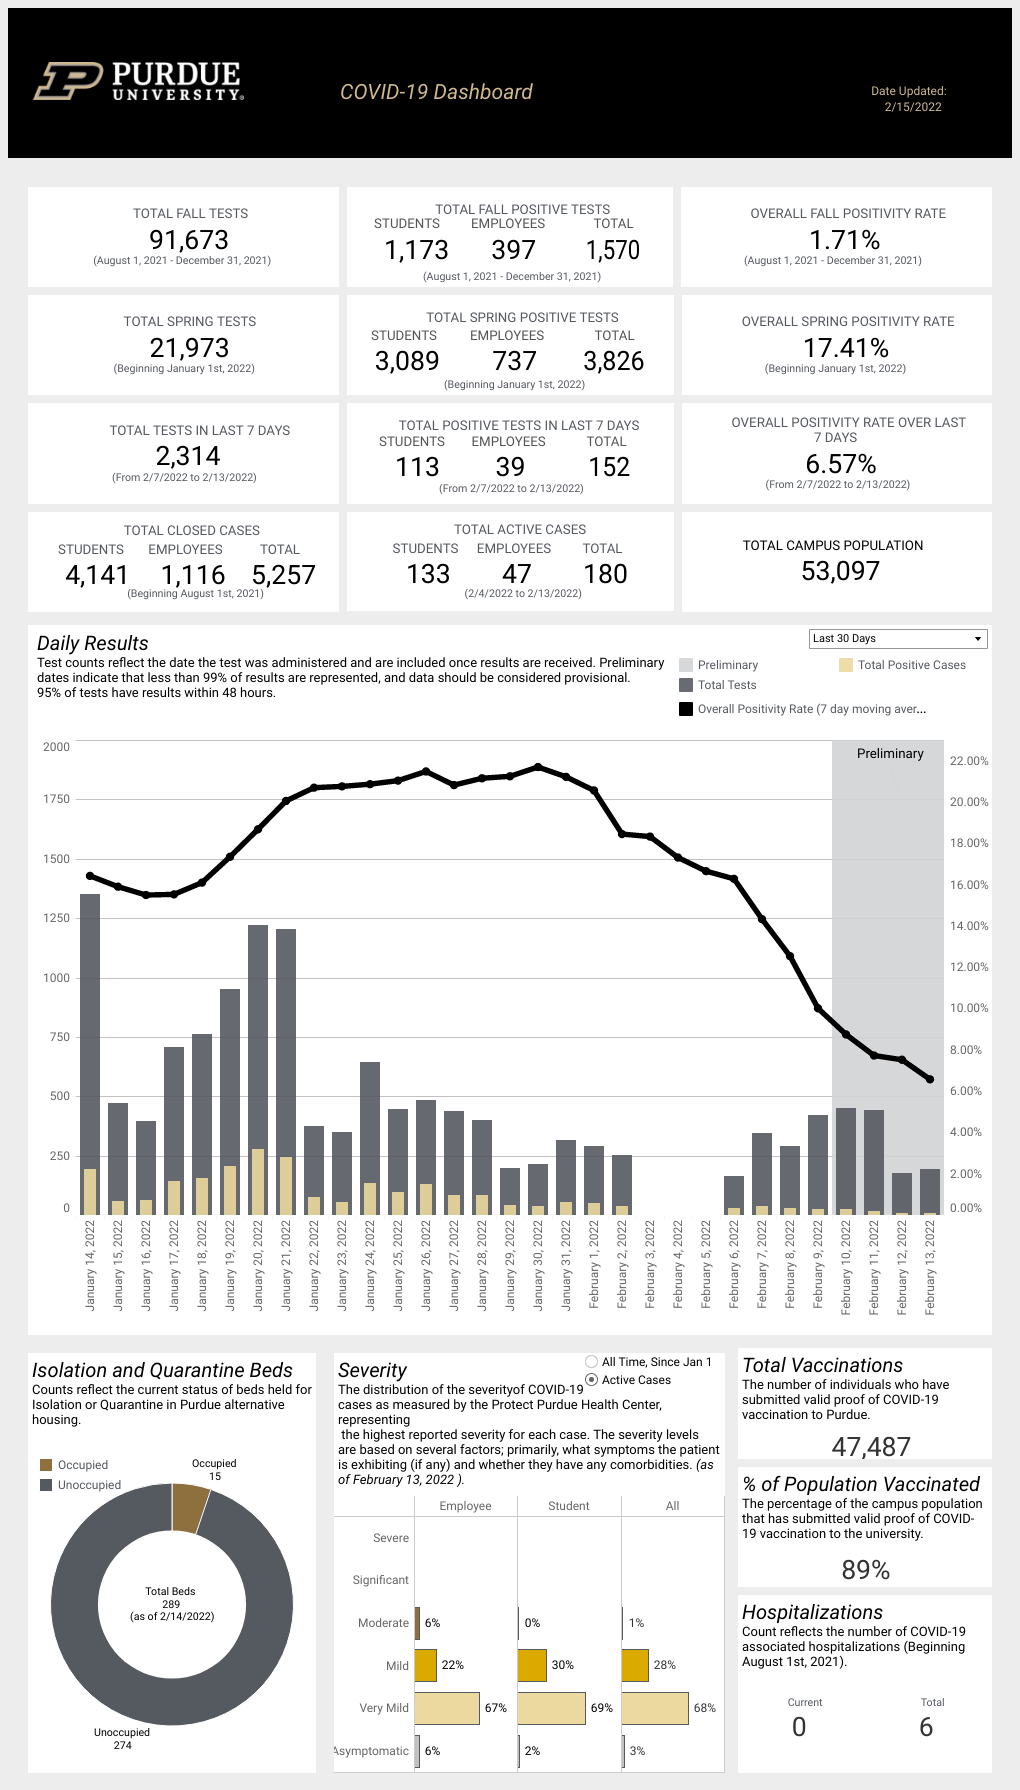 PURDUE
UNIVERSITY®
COVID-19 Dashboard
Date Updated:
2/15/2022
TOTAL FALL TESTS
91,673
(August 1, 2021 - December 31, 2021)
TOTAL FALL POSITIVE TESTS
STUDENTS EMPLOYEES TOTAL
1,173 397 1,570
(August 1, 2021 - December 31, 2021)
OVERALL FALL POSITIVITY RATE
1.71%
(August 1, 2021 - December 31, 2021)
TOTAL SPRING TESTS
21,973
(Beginning January 1st, 2022)
TOTAL SPRING POSITIVE TESTS
STUDENTS EMPLOYEES TOTAL
3,089 737 3,826
(Beginning January 1st, 2022)
OVERALL SPRING POSITIVITY RATE
17.41%
(Beginning January 1st, 2022)
TOTAL TESTS IN LAST 7 DAYS
2,314
(From 2/7/2022 to 2/13/2022)
TOTAL POSITIVE TESTS IN LAST 7 DAYS
STUDENTS EMPLOYEES TOTAL
113 39 152
(From 2/7/2022 to 2/13/2022)
OVERALL POSITIVITY RATE OVER LAST
7 DAYS
6.57%
(From 2/7/2022 to 2/13/2022)
TOTAL CLOSED CASES
STUDENTS EMPLOYEES TOTAL
4,141 1,116 5,257
(Beginning August 1st, 2021)
TOTAL ACTIVE CASES
STUDENTS EMPLOYEES TOTAL
133 47 180
(2/4/2022 to 2/13/2022)
TOTAL CAMPUS POPULATION
53,097
Daily Results
Test counts reflect the date the test was administered and are included once results are received. Preliminary
dates indicate that less than 99% of results are represented, and data should be considered provisional.
95% of tests have results within 48 hours.
Last 30 Days
Preliminary
Total Positive Cases
Total Tests
Overall Positivity Rate (7 day moving aver...
Preliminary
2000
1750
1500
1250
1000
750
500
250
0
22.00%
20.00%
18.00%
16.00%
14.00%
12.00%
10.00%
8.00%
6.00%
4.00%
2.00%
0.00%
January 14, 2022
January 15, 2022
January 16, 2022
January 17, 2022
January 18, 2022
January 19, 2022
January 20, 2022
January 21, 2022
January 22, 2022
January 23, 2022
January 24, 2022
January 25, 2022
January 26, 2022
January 27, 2022
January 28, 2022
January 29, 2022
January 30, 2022
January 31, 2022
February 1, 2022
February 2, 2022
February 3, 2022
February 4, 2022
February 5, 2022
February 6, 2022
February 7, 2022
February 8, 2022
February 9, 2022
February 10, 2022
February 11, 2022
February 12, 2022
February 13, 2022
Isolation and Quarantine Beds
Counts reflect the current status of beds held for
Isolation or Quarantine in Purdue alternative
housing.
Occupied
Unoccupied
Occupied
15
Total Beds
289
(as of 2/14/2022)
Unoccupied
274
Severity
All Time, Since Jan 1
Active Cases
The distribution of the severityof COVID-19
cases as measured by the Protect Purdue Health Center,
representing
the highest reported severity for each case. The severity levels
are based on several factors; primarily, what symptoms the patient
is exhibiting (if any) and whether they have any comorbidities. (as
of February 13, 2022 ).
Employee Student All
Severe
Significant
Moderate 6% 0% 1%
Mild 22% 30% 28%
Very Mild 67% 69% 68%
Asymptomatic 6% 2% 3%
Total Vaccinations
The number of individuals who have
submitted valid proof of COVID-19
vaccination to Purdue.
47,487
% of Population Vaccinated
The percentage of the campus population
that has submitted valid proof of COVID-
19 vaccination to the university.
89%
Hospitalizations
Count reflects the number of COVID-19
associated hospitalizations (Beginning
August 1st, 2021).
Current Total
0 6